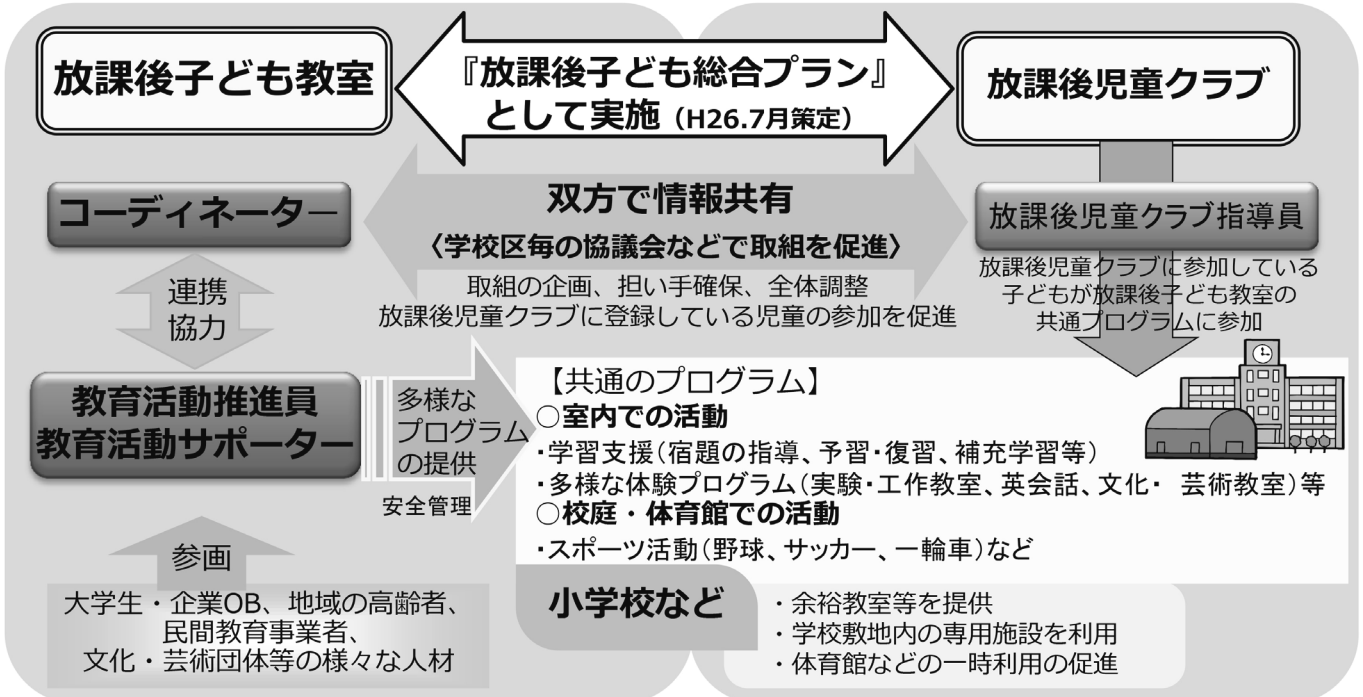 放課後子ども教室
『放課後子ども総合プラン』
として実施（H26.7月策定）
放課後児童クラブ
コーディネーター
双方で情報共有
〈学校区毎の協議会などで取組を促進〉
取組の企画、担い手確保、全体調整
放課後児童クラブに登録している児童の参加を促進
放課後児童クラブ指導員
放課後児童クラブに参加している
子どもが放課後子ども教室の
共通プログラムに参加
連携
協力
教育活動推進員
教育活動サポーター
多様な
プログラム
の提供
安全管理
【共通のプログラム】
○室内での活動
・学習支援（宿題の指導、予習・復習、補充学習等）
・多様な体験プログラム（実験・工作教室、英会話、文化・ 芸術教室）等
○校庭・体育館での活動
・スポーツ活動（野球、サッカー、一輪車）など
参画
大学生・企業OB、地域の高齢者、
民間教育事業者、
文化・芸術団体等の様々な人材
小学校など
・余裕教室等を提供
・学校敷地内の専用施設を利用
・体育館などの一時利用の促進